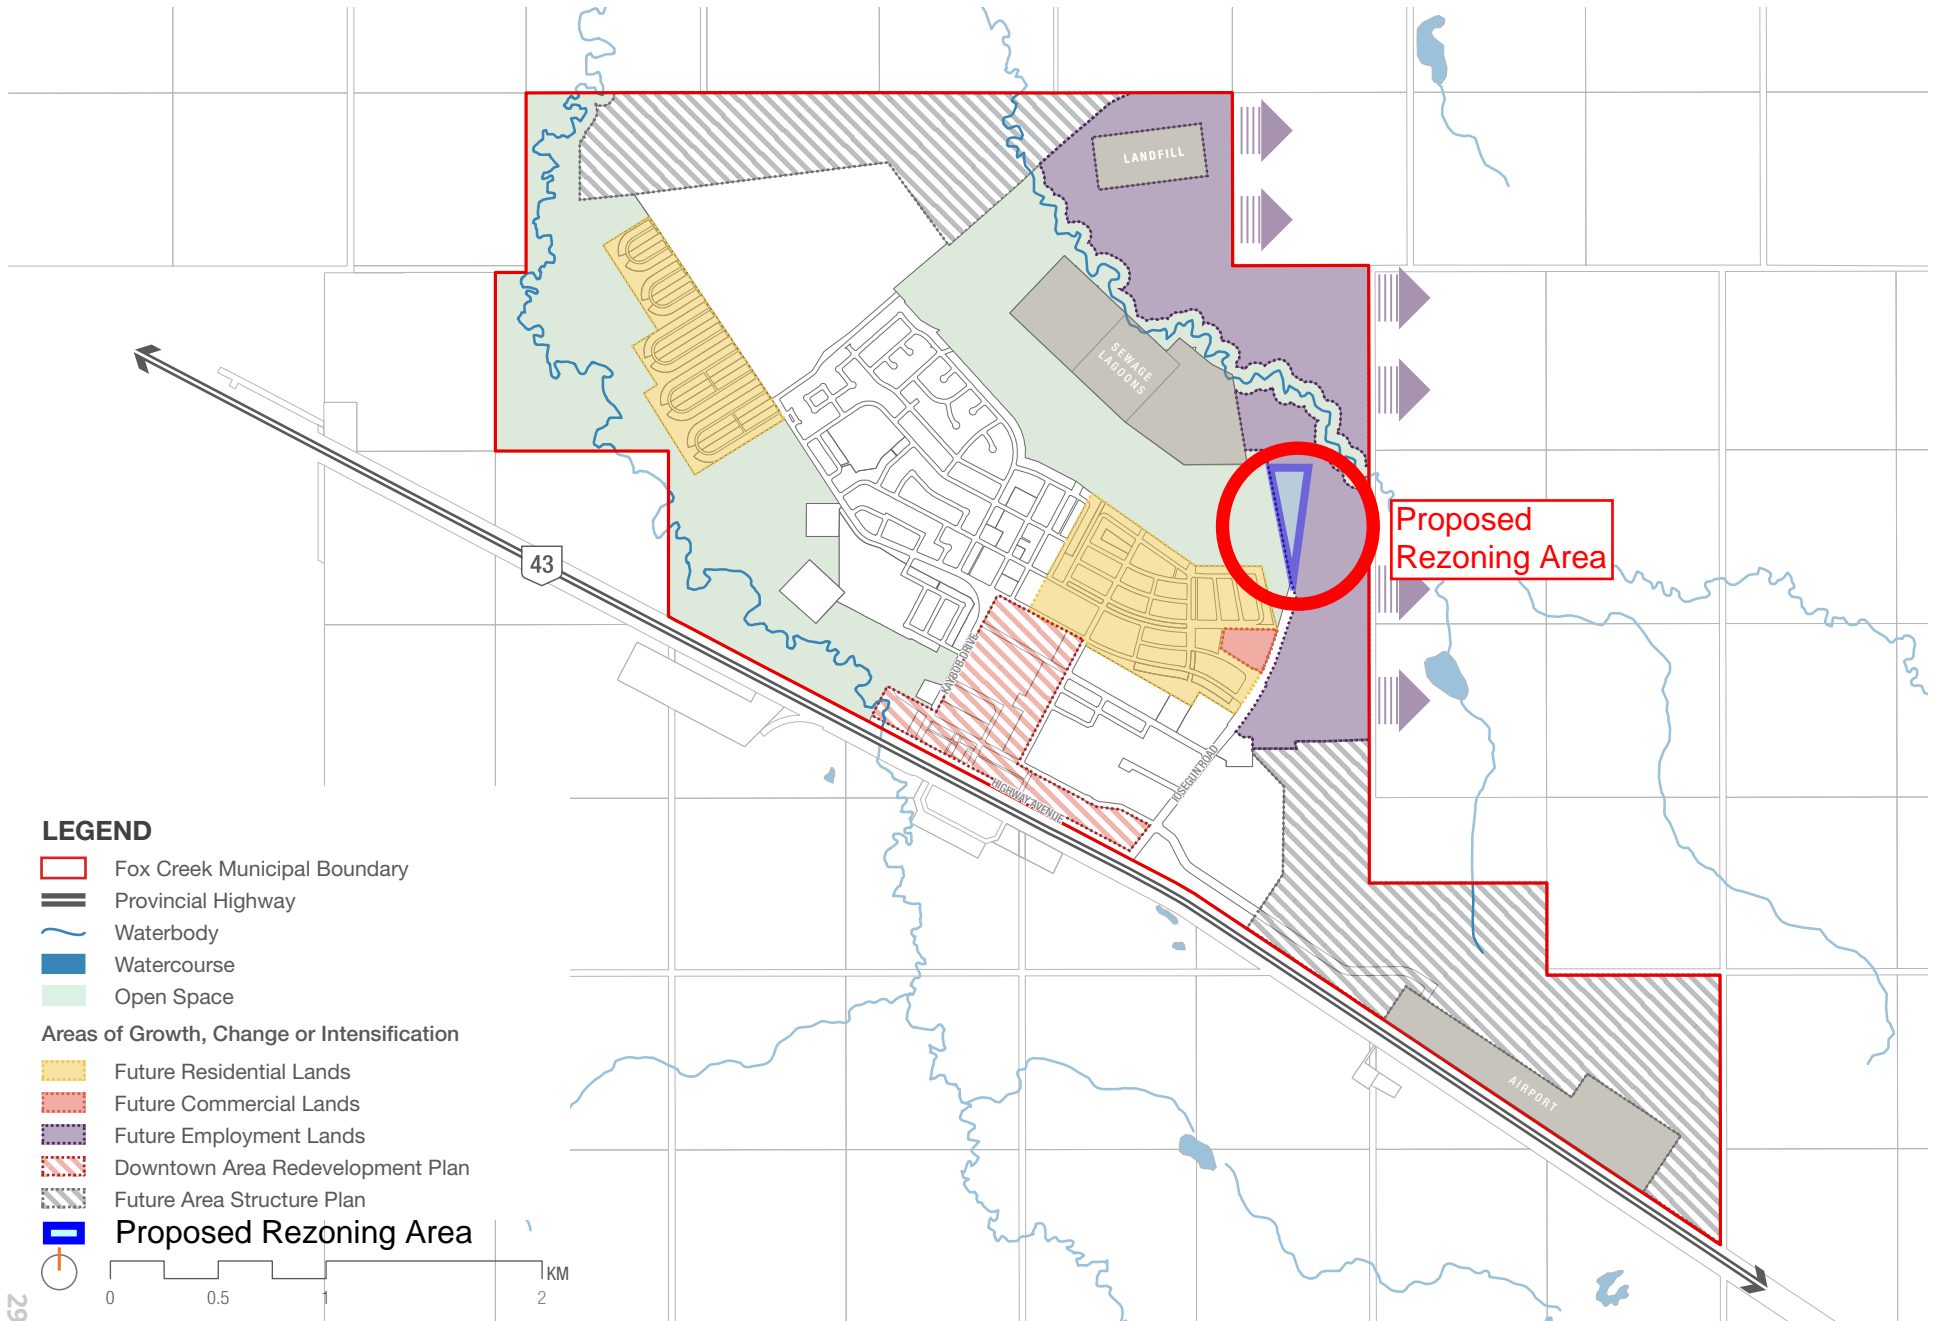 LANDFILL
SEWAGE
LAGOONS
Proposed
Rezoning Area
43
KAYBOB DRIVE
HIGHWAY AVENUE
IOSEGUN ROAD
AIRPORT
LEGEND
Fox Creek Municipal Boundary
Provincial Highway
Waterbody
Watercourse
Open Space
Areas of Growth, Change or Intensification
Future Residential Lands
Future Commercial Lands
Future Employment Lands
Downtown Area Redevelopment Plan
Future Area Structure Plan
Proposed Rezoning Area
KM
0 0.5 1 2
29